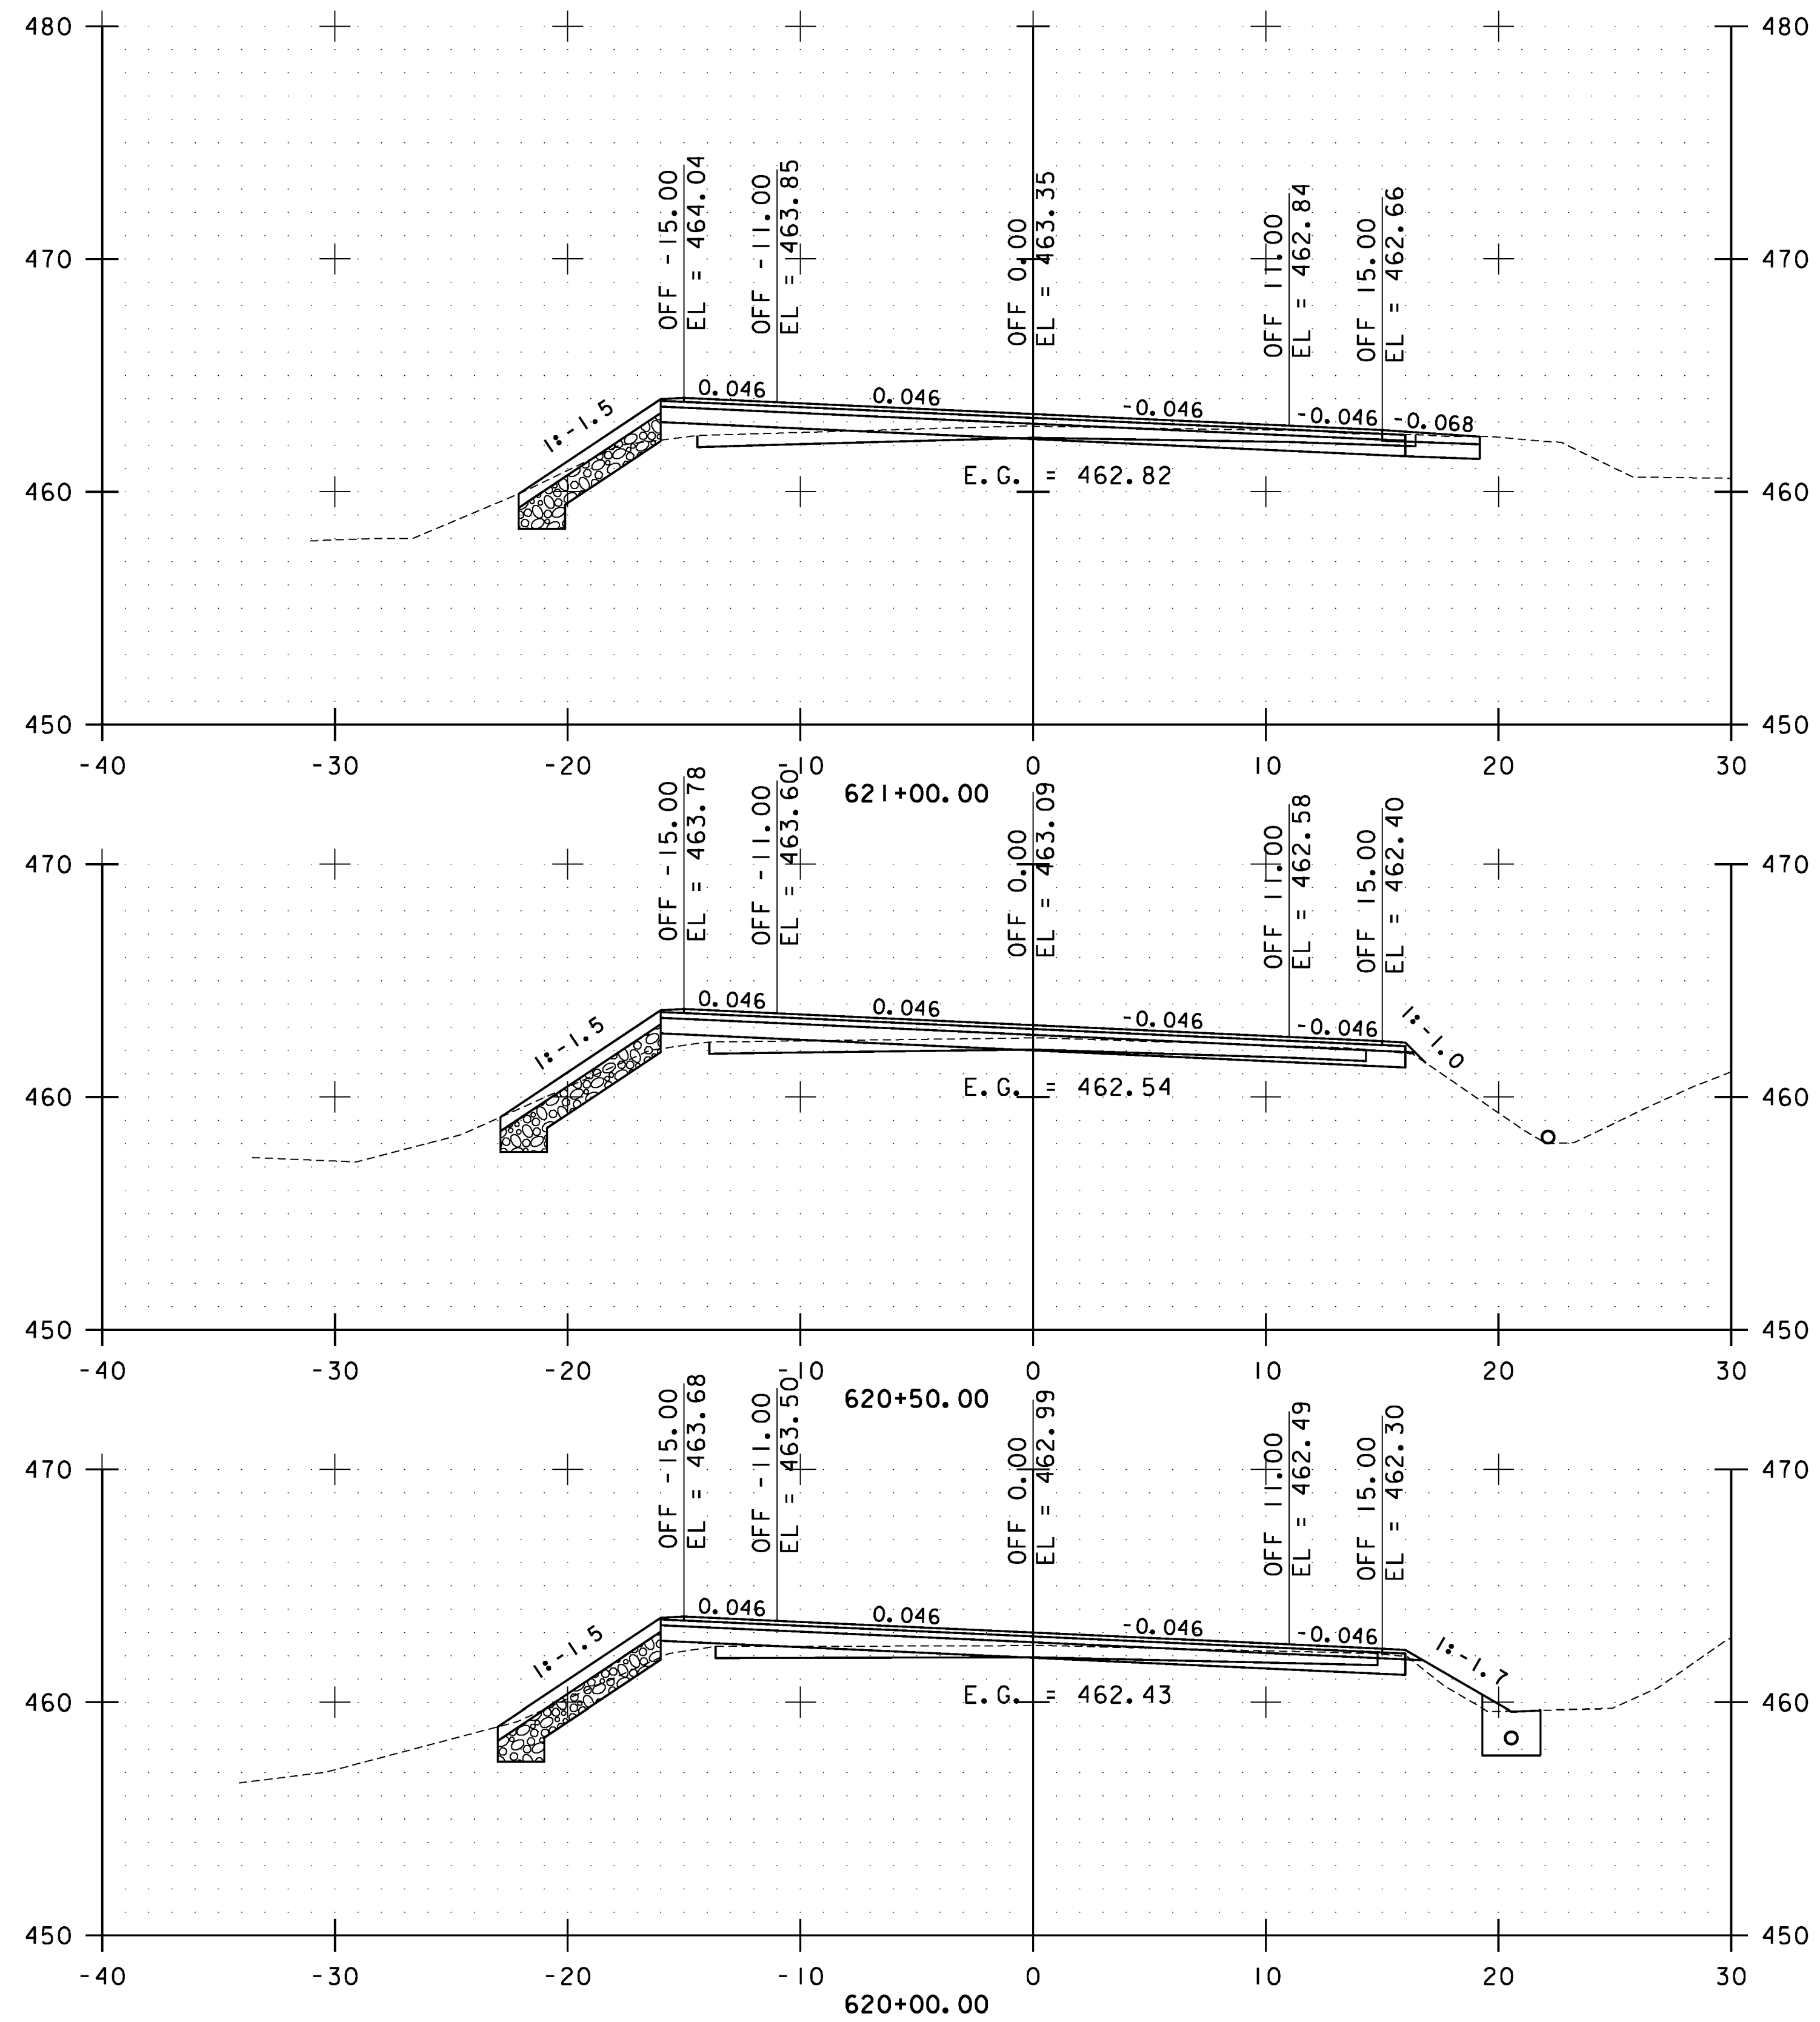 480 480
OFF -15.00
EL = 464.04
OFF -11.00
EL = 463.85
OFF 0.00
EL = 463.35
OFF 11.00
EL = 462.84
OFF 15.00
EL = 462.66
470 470
1:-1.5
0.046 0.046 -0.046 -0.046 -0.068
E.G. = 462.82
460 460
450 450
-40 -30 -20 -10 0 10 20 30
621+00.00
OFF -15.00
EL = 463.78
OFF -11.00
EL = 463.60
OFF 0.00
EL = 463.09
OFF 11.00
EL = 462.58
OFF 15.00
EL = 462.40
470 470
1:-1.5
0.046 0.046 -0.046 -0.046
1:-1.0
E.G. = 462.54
460 460
450 450
-40 -30 -20 -10 0 10 20 30
620+50.00
OFF -15.00
EL = 463.68
OFF -11.00
EL = 463.50
OFF 0.00
EL = 462.99
OFF 11.00
EL = 462.49
OFF 15.00
EL = 462.30
470 470
1:-1.5
0.046 0.046 -0.046 -0.046
1:-1.7
E.G. = 462.43
460 460
450 450
-40 -30 -20 -10 0 10 20 30
620+00.00